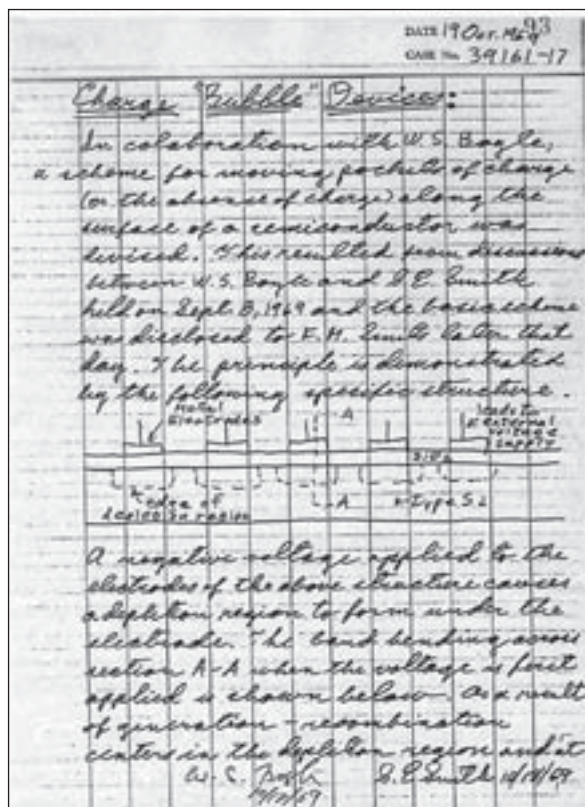 93
DATE 19 Oct. 1969
CASE No. 39161-17
Charge "Bubble" Devices:
In colaboration with W.S. Boyle,
a scheme for moving pockets of charge
(or the absence of charge) along the
surface of a semiconductor was
devised. This resulted from discussions
between W.S. Boyle and G E Smith
held on Sept. 8, 1969 and the basic scheme
was disclosed to F.M. Smits later that
day. The principle is demonstrated
by the following specific structure.
Metal
Electrodes
A
leads to
external
voltage
supply
SiO2
edge of
depletion region
A
n-Type Si
A negative voltage applied to the
electrodes of the above structure causes
a depletion region to form under the
electrode. The band bending across
section A-A when the voltage is first
applied is shown below. As a result
of generation - recombination
centers in the depletion region and at
W. S. Boyle
G E Smith